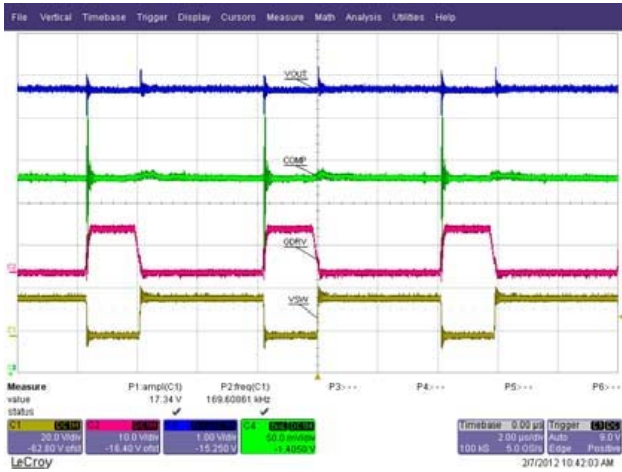 File Vertical Timebase Trigger Display Cursors Measure Math Analysis Utilities Help
VOUT
COMP
GDRV
VSW
Measure P1:ampl(C1) P2:freq(C1) P3:--- P4:--- P5:--- P6:---
value 17.34 V 169.60861 kHz
status
C1 C2 C4 Timebase 0.00 µs Trigger C1 DC
20.0 V/div 10.0 V/div 1.00 V/div 50.0 mV/div 2.00 µs/div Auto 9.0 V
-62.80 V ofst -16.40 V ofst -15.250 V -1.4050 V 100 kS 5.0 GS/s Edge Positive
LeCroy 2/7/2012 10:42:03 AM